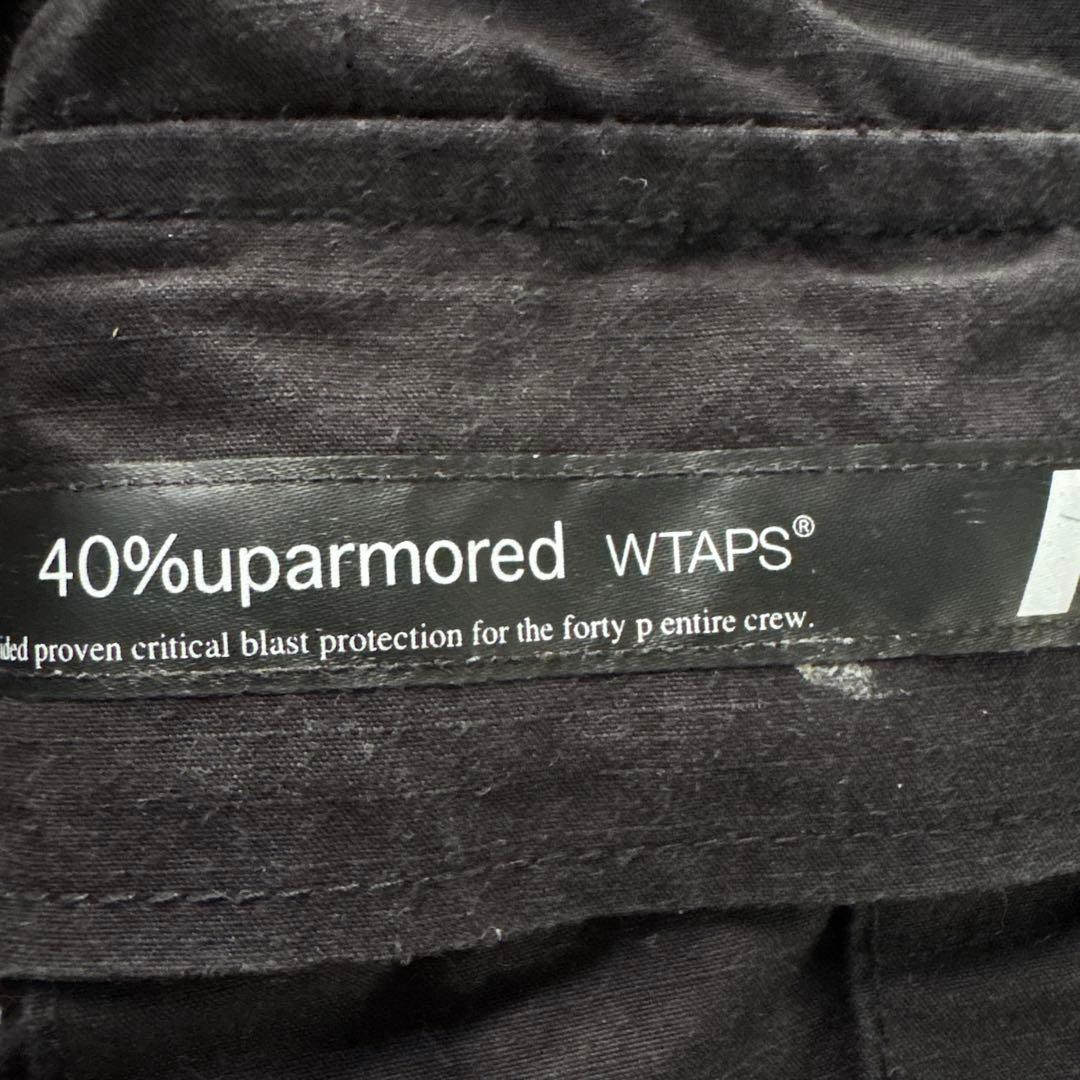 40%uparmored WTAPS®
proven critical blast protection for the forty p entire crew.